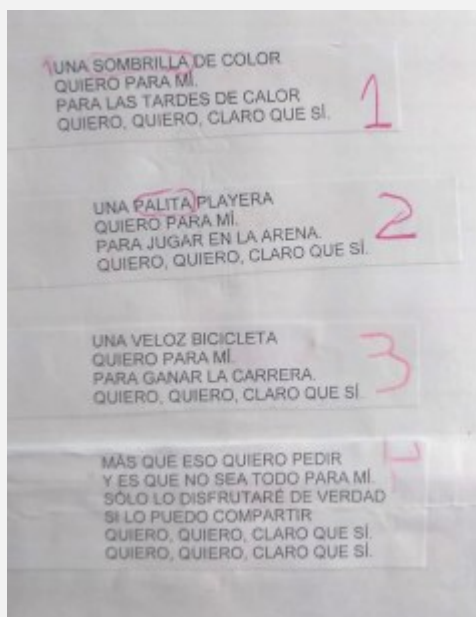 1UNA SOMBRILLA DE COLOR
QUIERO PARA MÍ.
PARA LAS TARDES DE CALOR
QUIERO, QUIERO, CLARO QUE SÍ.
1
UNA PALITA PLAYERA
QUIERO PARA MÍ.
PARA JUGAR EN LA ARENA.
QUIERO, QUIERO, CLARO QUE SÍ.
2
UNA VELOZ BICICLETA
QUIERO PARA MÍ.
PARA GANAR LA CARRERA.
QUIERO, QUIERO, CLARO QUE SÍ.
3
MÁS QUE ESO QUIERO PEDIR
Y ES QUE NO SEA TODO PARA MÍ.
SÓLO LO DISFRUTARÉ DE VERDAD
SI LO PUEDO COMPARTIR
QUIERO, QUIERO, CLARO QUE SÍ.
QUIERO, QUIERO, CLARO QUE SÍ.